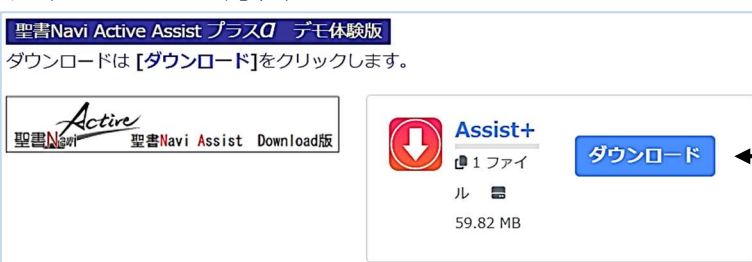 聖書Navi Active Assist プラスα デモ体験版
ダウンロードは [ダウンロード]をクリックします。
聖書Navi Active 聖書Navi Assist Download版
Assist+
1 ファイ
ル
59.82 MB
ダウンロード